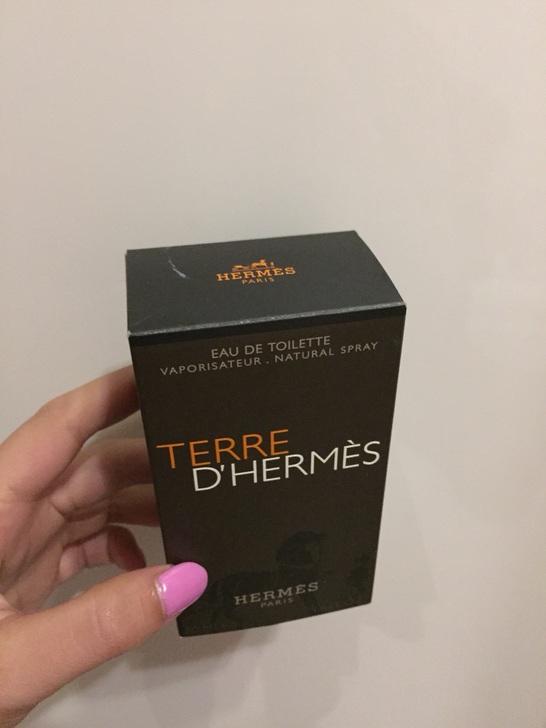 HERMÈS
PARIS
EAU DE TOILETTE
VAPORISATEUR . NATURAL SPRAY
TERRE
D'HERMÈS
HERMÈS
PARIS